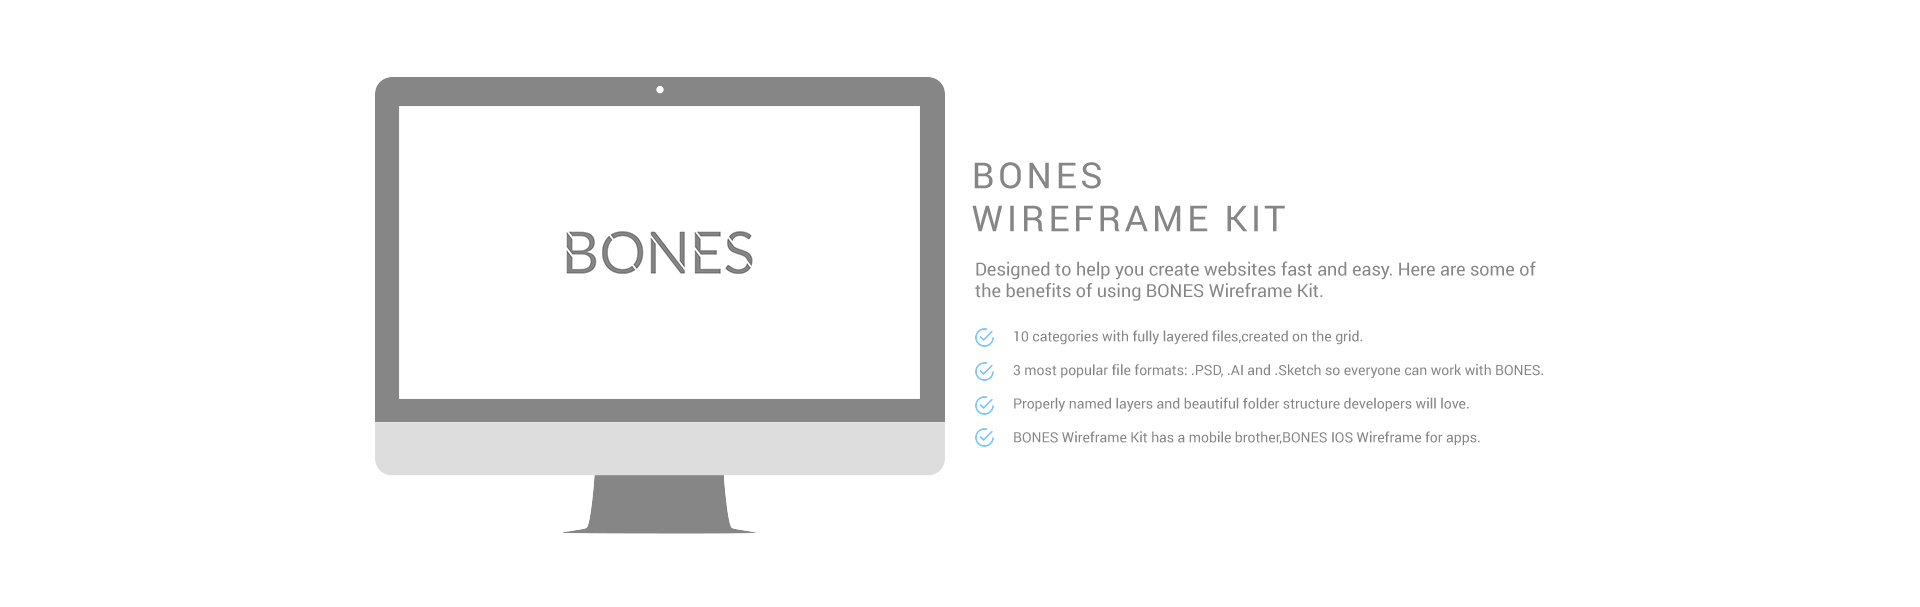 BONES
BONES
WIREFRAME KIT
Designed to help you create websites fast and easy. Here are some of
the benefits of using BONES Wireframe Kit.
10 categories with fully layered files,created on the grid.
3 most popular file formats: .PSD, .AI and .Sketch so everyone can work with BONES.
Properly named layers and beautiful folder structure developers will love.
BONES Wireframe Kit has a mobile brother,BONES IOS Wireframe for apps.